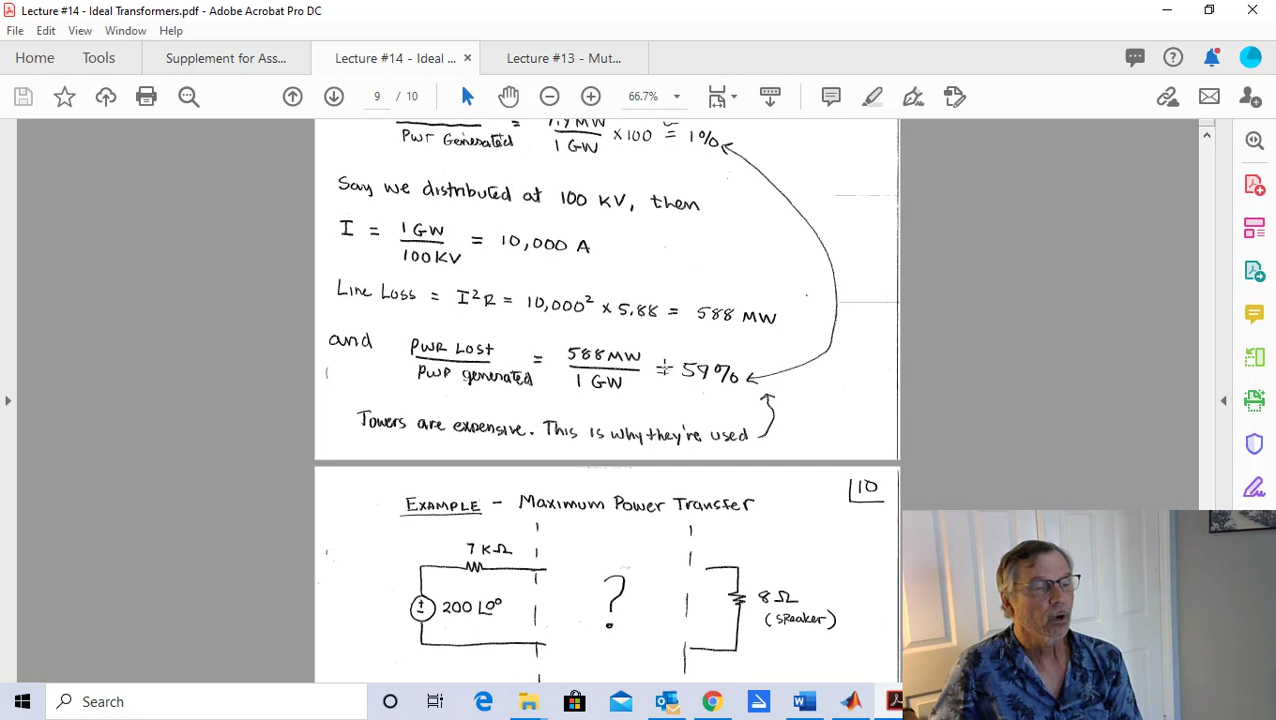 Lecture #14 - Ideal Transformers.pdf - Adobe Acrobat Pro DC
File Edit View Window Help
Home Tools Supplement for Ass... Lecture #14 - Ideal ... × Lecture #13 - Mut...
9 / 10 66.7%
PWR Generated = 1 GW × 100 ≅ 1%
Say we distributed at 100 KV, then
I = 1 GW / 100 KV = 10,000 A
Line Loss = I²R = 10,000² × 5.88 = 588 MW
and PWR Lost / PWR generated = 588 MW / 1 GW = 59%
Towers are expensive. This is why they're used
10
EXAMPLE - Maximum Power Transfer
7 KΩ
200 ∠0°
?
8 Ω
(speaker)
Search